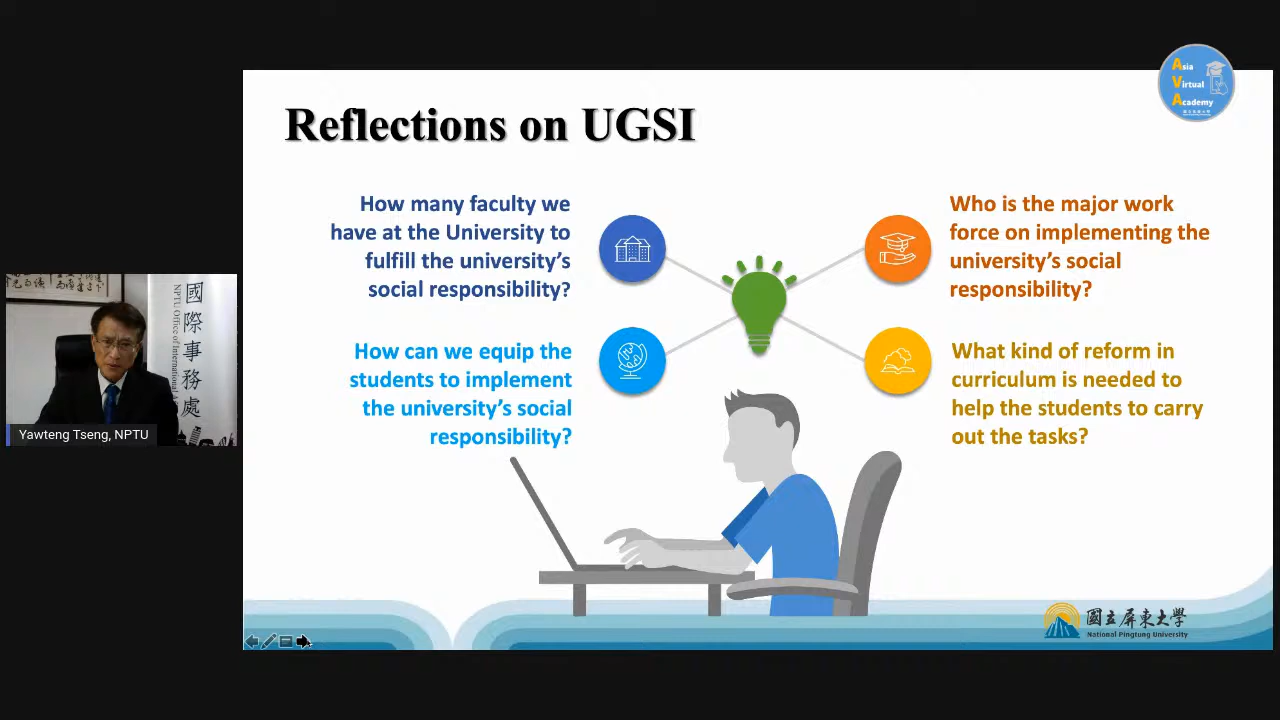 Reflections on UGSI
How many faculty we
have at the University to
fulfill the university's
social responsibility?
Who is the major work
force on implementing the
university's social
responsibility?
How can we equip the
students to implement
the university's social
responsibility?
What kind of reform in
curriculum is needed to
help the students to carry
out the tasks?
Asia
Virtual
Academy
國際事務處
NPTU Office of International
Yawteng Tseng, NPTU
國立屏東大學
National Pingtung University